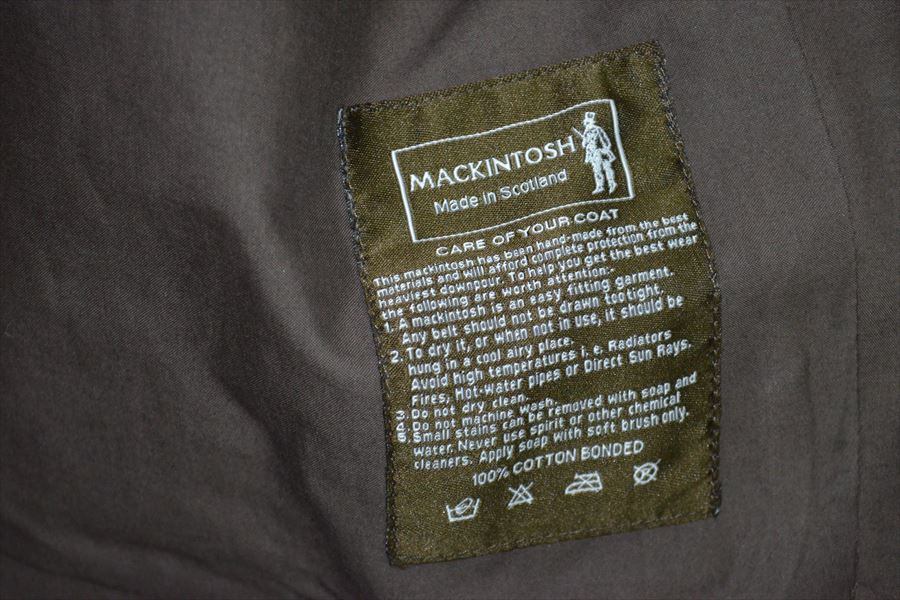 MACKINTOSH
Made in Scotland
CARE OF YOUR COAT
This mackintosh has been hand-made from the best
materials and will afford complete protection from the
heaviest downpour. To help you get the best wear
the following are worth attention:-
1. A mackintosh is an easy fitting garment.
Any belt should not be drawn too tight.
2. To dry it, or when not in use, it should be
hung in a cool airy place.
Avoid high temperatures i.e. Radiators
Fires, Hot-water pipes or Direct Sun Rays.
3. Do not dry clean.
4. Do not machine wash.
5. Small stains can be removed with soap and
water. Never use spirit or other chemical
cleaners. Apply soap with soft brush only.
100% COTTON BONDED